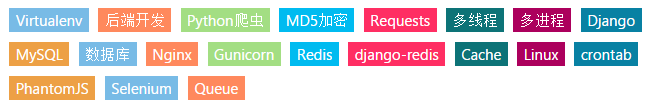 Virtualenv 后端开发 Python爬虫 MD5加密 Requests 多线程 多进程 Django
MySQL 数据库 Nginx Gunicorn Redis django-redis Cache Linux crontab
PhantomJS Selenium Queue